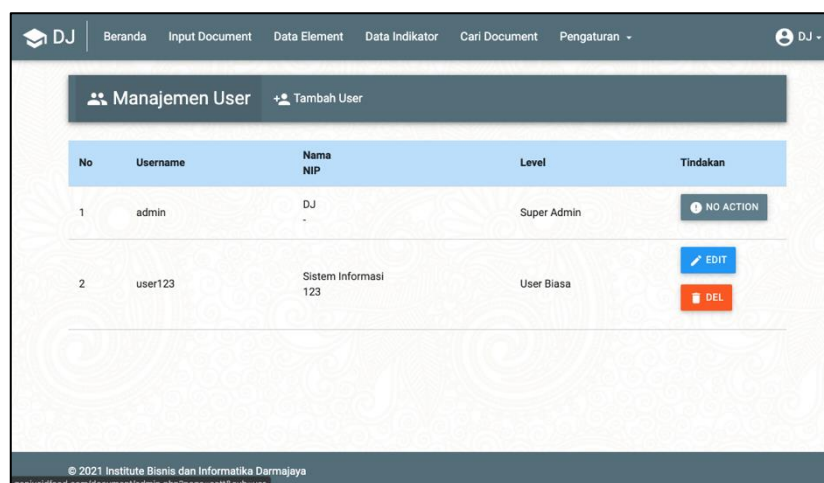 DJ Beranda Input Document Data Element Data Indikator Cari Document Pengaturan DJ
Manajemen User Tambah User
No Username Nama Level Tindakan
NIP
1 admin DJ Super Admin NO ACTION
-
EDIT
2 user123 Sistem Informasi User Biasa
123
DEL
© 2021 Institute Bisnis dan Informatika Darmajaya